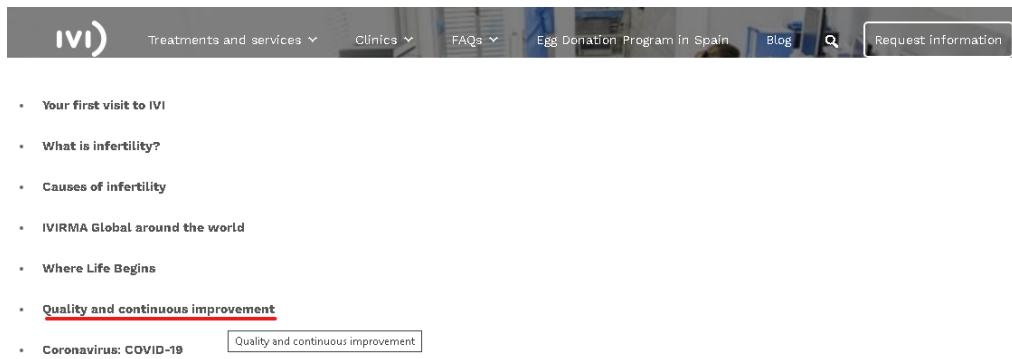 IVI Treatments and services Clinics FAQs Egg Donation Program in Spain Blog Request information
• Your first visit to IVI
• What is infertility?
• Causes of infertility
• IVIRMA Global around the world
• Where Life Begins
• Quality and continuous improvement
Quality and continuous improvement
• Coronavirus: COVID-19